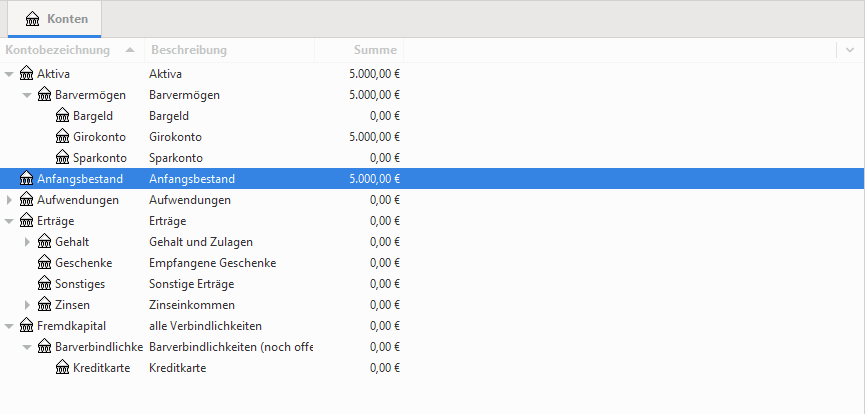 Konten
Kontobezeichnung Beschreibung Summe
Aktiva Aktiva 5.000,00 €
Barvermögen Barvermögen 5.000,00 €
Bargeld Bargeld 0,00 €
Girokonto Girokonto 5.000,00 €
Sparkonto Sparkonto 0,00 €
Anfangsbestand Anfangsbestand 5.000,00 €
Aufwendungen Aufwendungen 0,00 €
Erträge Erträge 0,00 €
Gehalt Gehalt und Zulagen 0,00 €
Geschenke Empfangene Geschenke 0,00 €
Sonstiges Sonstige Erträge 0,00 €
Zinsen Zinseinkommen 0,00 €
Fremdkapital alle Verbindlichkeiten 0,00 €
Barverbindlichke Barverbindlichkeiten (noch offe 0,00 €
Kreditkarte Kreditkarte 0,00 €